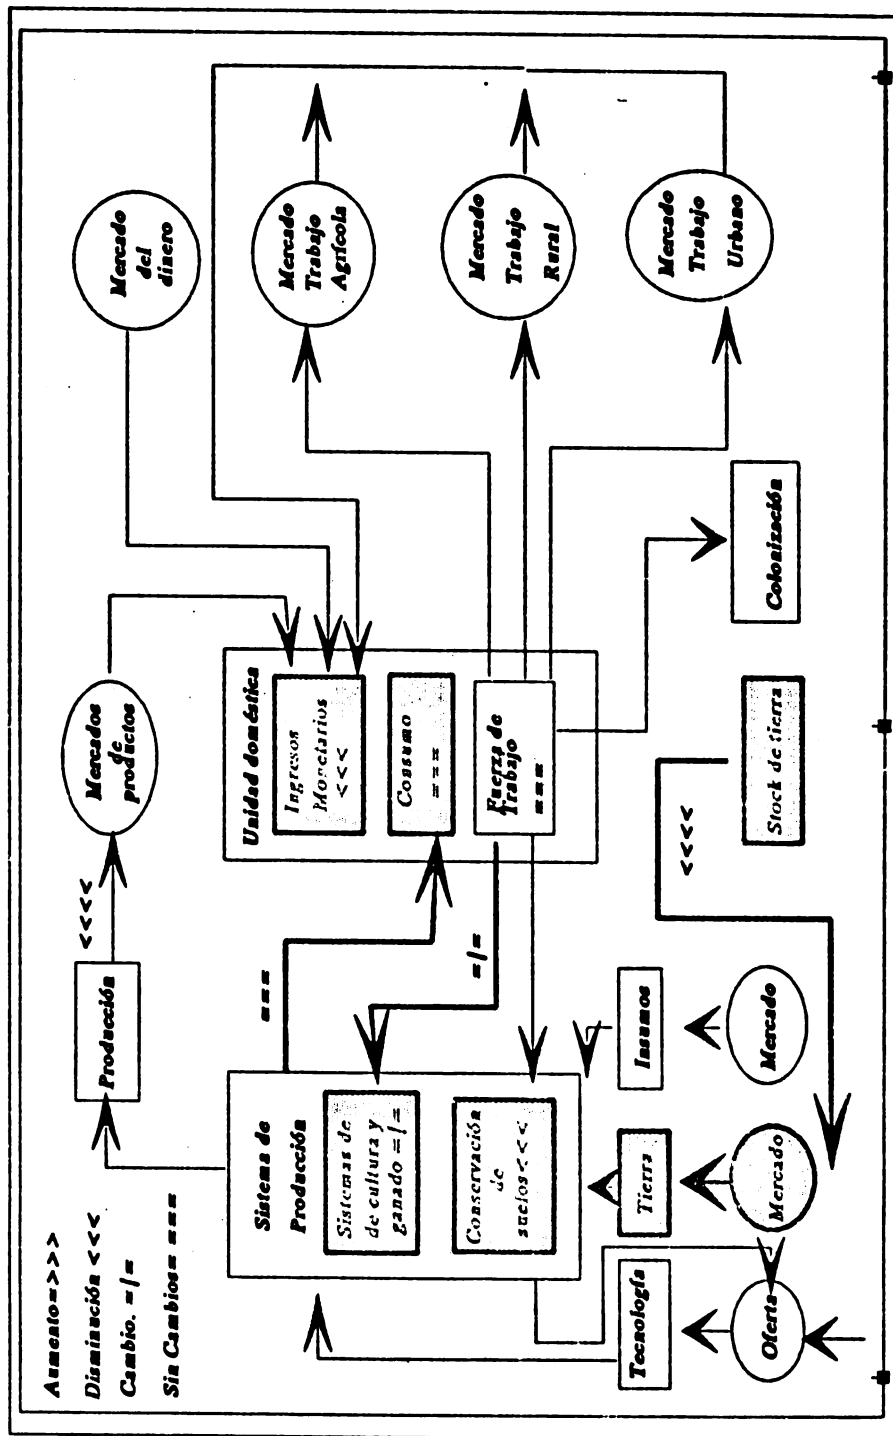 Aumento=>>>
Disminución <<<
Cambio. =/=
Sin Cambios= ===
Producción
<<<<
Mercados
de
productos
Mercado
del
dinero
Sistema de
Producción
Sistemas de
de cultura y
ganado =/=
Conservación
de
suelos<<<
===
=/=
Unidad doméstica
Ingresos
Monetarios
<<<
Consumo
===
Fuerza de
Trabajo
===
Mercado
Trabajo
Agrícola
Mercado
Trabajo
Rural
Mercado
Trabajo
Urbano
Tecnología
Tierra
Insumos
Oferta
Mercado
Mercado
<<<<
Stock de tierra
Colonización